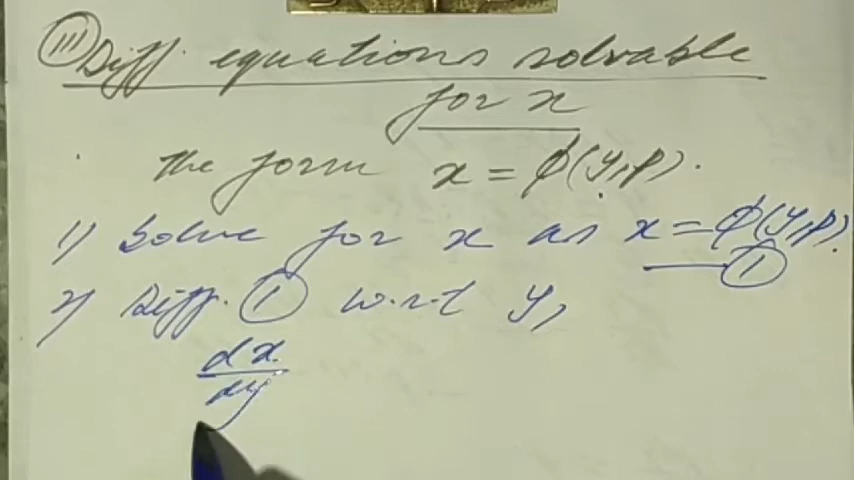 (III) Diff. equations solvable
for x
The form x = φ(y,p).
1) Solve for x as x = φ(y,p).
—— (1)
2) Diff. (1) w.r.t y,
dx
dy